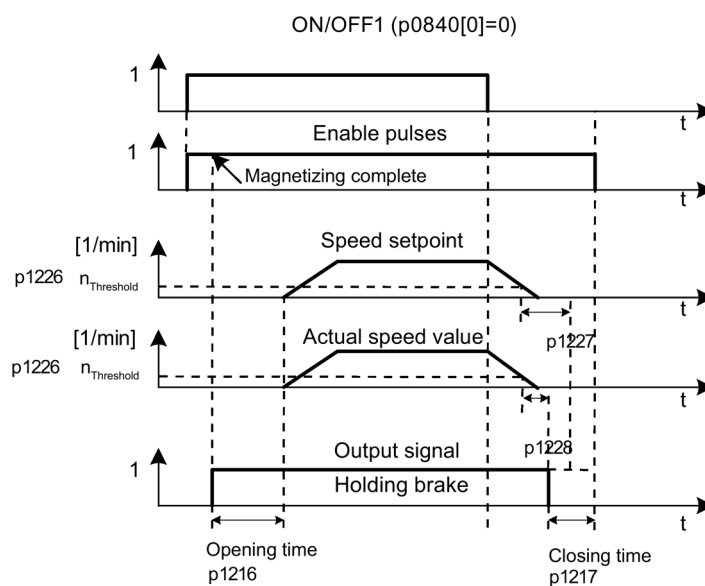 ON/OFF1 (p0840[0]=0)
1
t
Enable pulses
1
Magnetizing complete
t
[1/min]
Speed setpoint
p1226 nThreshold
t
p1227
[1/min]
Actual speed value
p1226 nThreshold
t
p1228
Output signal
1
Holding brake
t
Opening time
p1216
Closing time
p1217